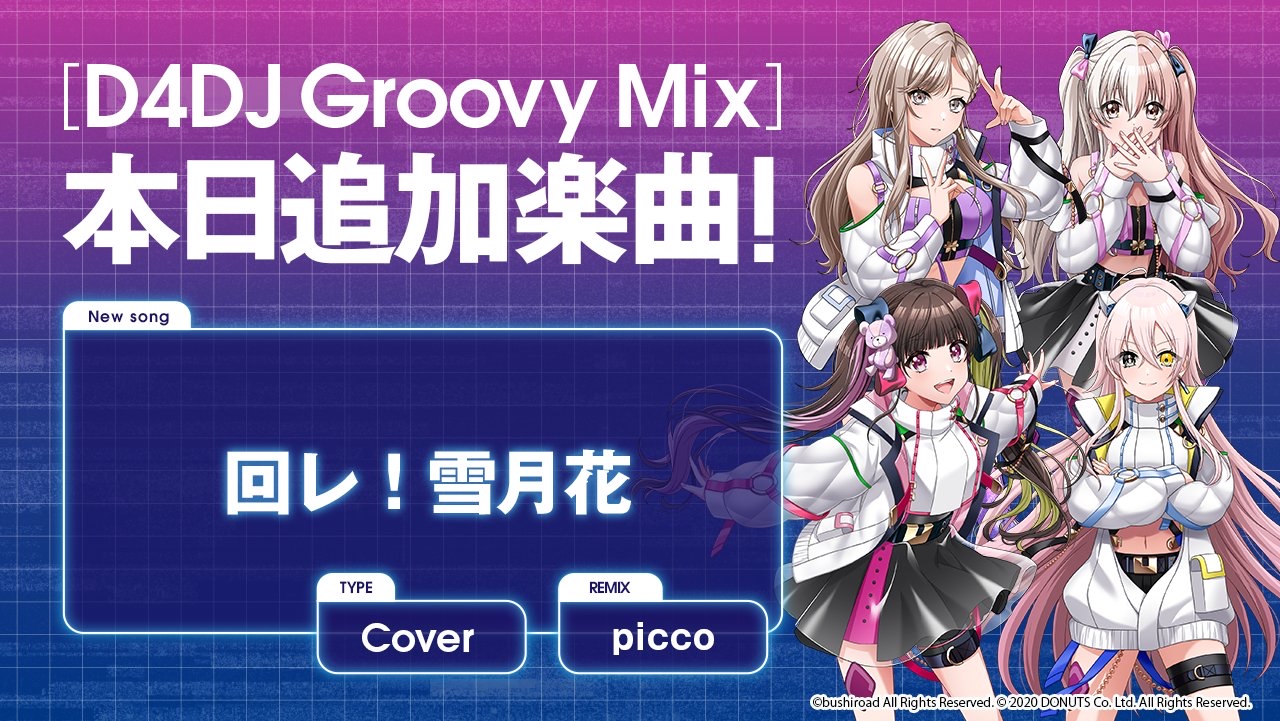 [D4DJ Groovy Mix]
本日追加楽曲!
New song
回レ！雪月花
TYPE
Cover
REMIX
picco
©bushiroad All Rights Reserved. © 2020 DONUTS Co. Ltd. All Rights Reserved.